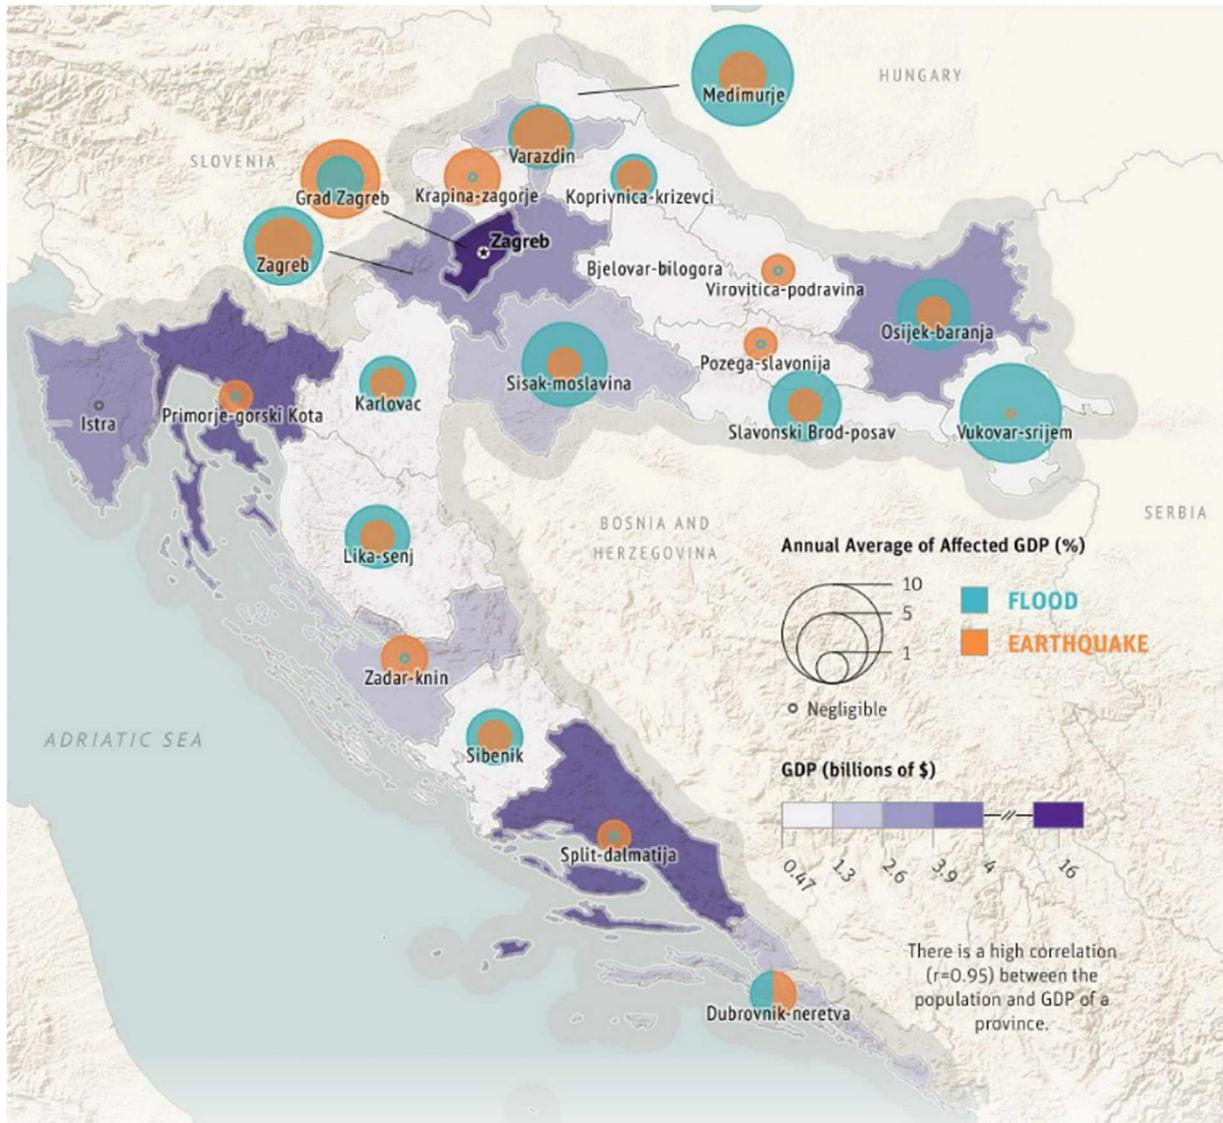 HUNGARY
Medimurje
SLOVENIA
Varazdin
Grad Zagreb
Krapina-zagorje
Koprivnica-krizevci
Zagreb
Zagreb
Bjelovar-bilogora
Virovitica-podravina
Osijek-baranja
Pozega-slavonija
Sisak-moslavina
Karlovac
Primorje-gorski Kota
Istra
Slavonski Brod-posav
Vukovar-srijem
SERBIA
BOSNIA AND
HERZEGOVINA
Lika-senj
Zadar-knin
ADRIATIC SEA
Sibenik
Split-dalmatija
Dubrovnik-neretva
Annual Average of Affected GDP (%)
10
5
1
Negligible
FLOOD
EARTHQUAKE
GDP (billions of $)
0.47 1.3 2.6 3.9 4 16
There is a high correlation
(r=0.95) between the
population and GDP of a
province.